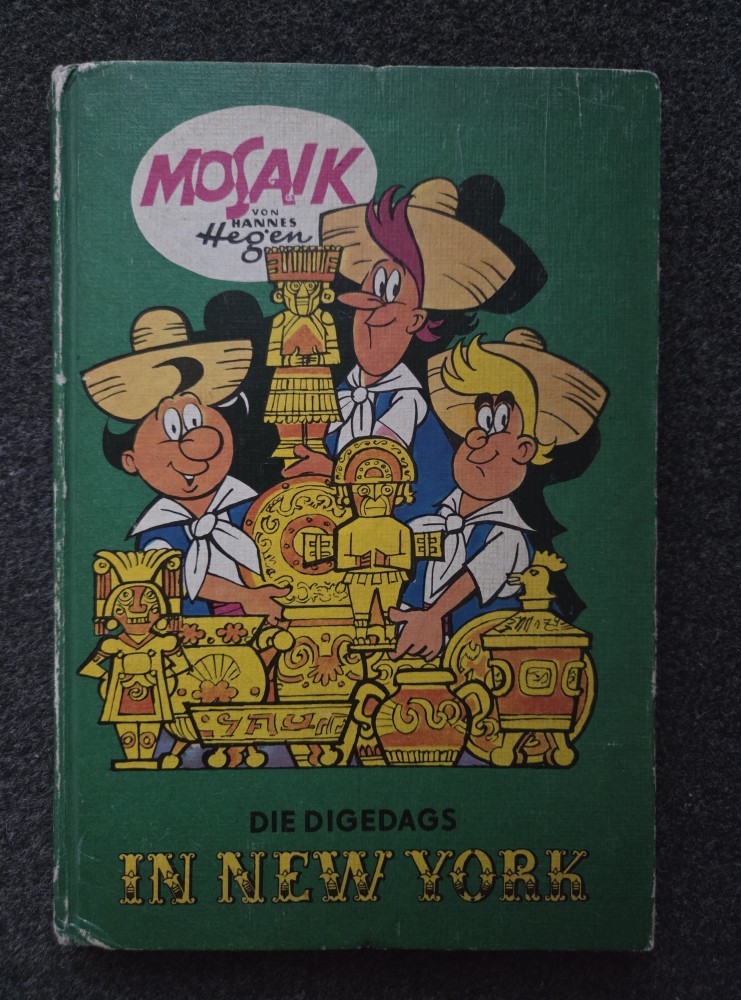 MOSAIK
VON
HANNES
Hegen
DIE DIGEDAGS
IN NEW YORK